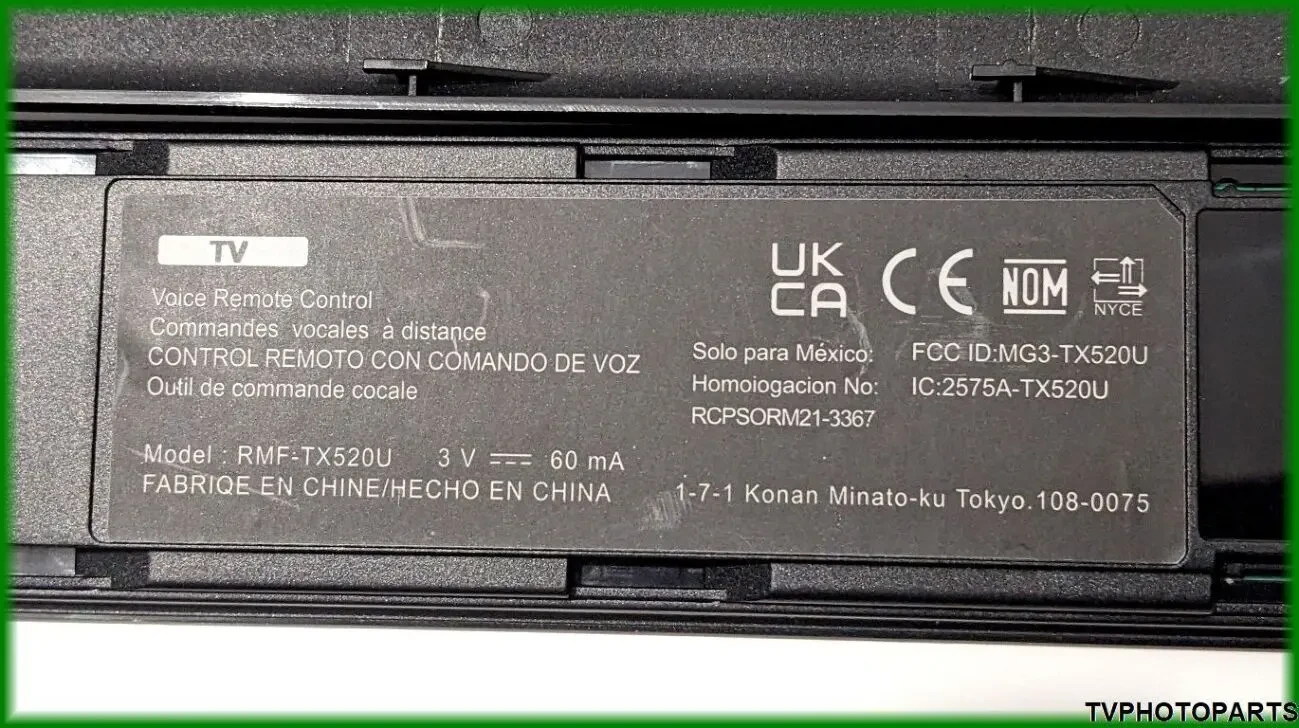 TV
Voice Remote Control
Commandes vocales à distance
CONTROL REMOTO CON COMANDO DE VOZ
Outil de commande cocale
Model : RMF-TX520U 3 V 60 mA
FABRIQE EN CHINE/HECHO EN CHINA
UK
CA
CE
NOM
NYCE
Solo para México: FCC ID:MG3-TX520U
Homoiogacion No: IC:2575A-TX520U
RCPSORM21-3367
1-7-1 Konan Minato-ku Tokyo.108-0075
TVPHOTOPARTS